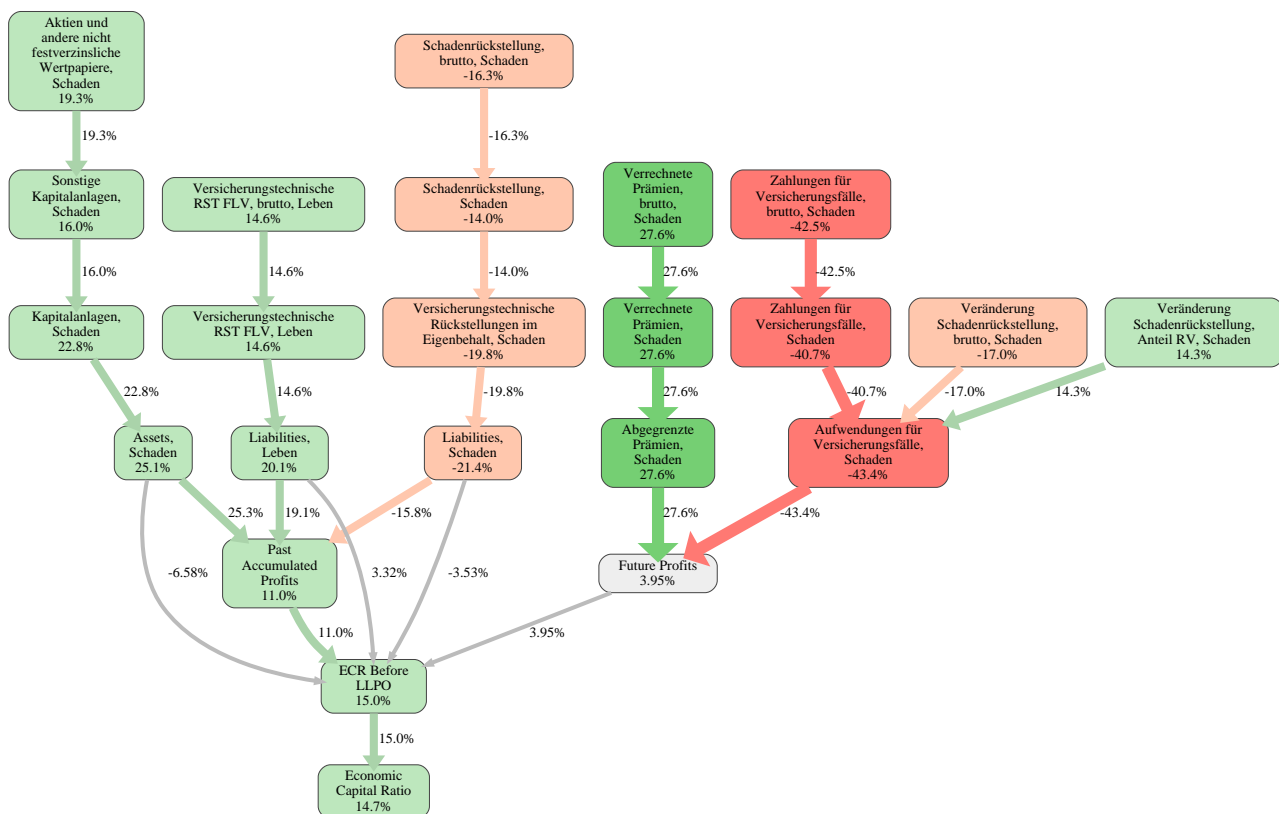 Aktien und
andere nicht
festverzinsliche
Wertpapiere,
Schaden
19.3%
Schadenrückstellung,
brutto, Schaden
-16.3%
19.3%
-16.3%
Sonstige
Kapitalanlagen,
Schaden
16.0%
Versicherungstechnische
RST FLV, brutto, Leben
14.6%
Schadenrückstellung,
Schaden
-14.0%
Verrechnete
Prämien,
brutto,
Schaden
27.6%
Zahlungen für
Versicherungsfälle,
brutto, Schaden
-42.5%
16.0%
14.6%
-14.0%
27.6%
-42.5%
Kapitalanlagen,
Schaden
22.8%
Versicherungstechnische
RST FLV, Leben
14.6%
Versicherungstechnische
Rückstellungen im
Eigenbehalt, Schaden
-19.8%
Verrechnete
Prämien,
Schaden
27.6%
Zahlungen für
Versicherungsfälle,
Schaden
-40.7%
Veränderung
Schadenrückstellung,
brutto, Schaden
-17.0%
Veränderung
Schadenrückstellung,
Anteil RV, Schaden
14.3%
22.8%
14.6%
-19.8%
27.6%
-40.7%
-17.0%
14.3%
Assets,
Schaden
25.1%
Liabilities,
Leben
20.1%
Liabilities,
Schaden
-21.4%
Abgegrenzte
Prämien,
Schaden
27.6%
Aufwendungen für
Versicherungsfälle,
Schaden
-43.4%
25.3%
19.1%
-15.8%
27.6%
-43.4%
-6.58%
Past
Accumulated
Profits
11.0%
3.32%
-3.53%
Future Profits
3.95%
11.0%
3.95%
ECR Before
LLPO
15.0%
15.0%
Economic
Capital Ratio
14.7%